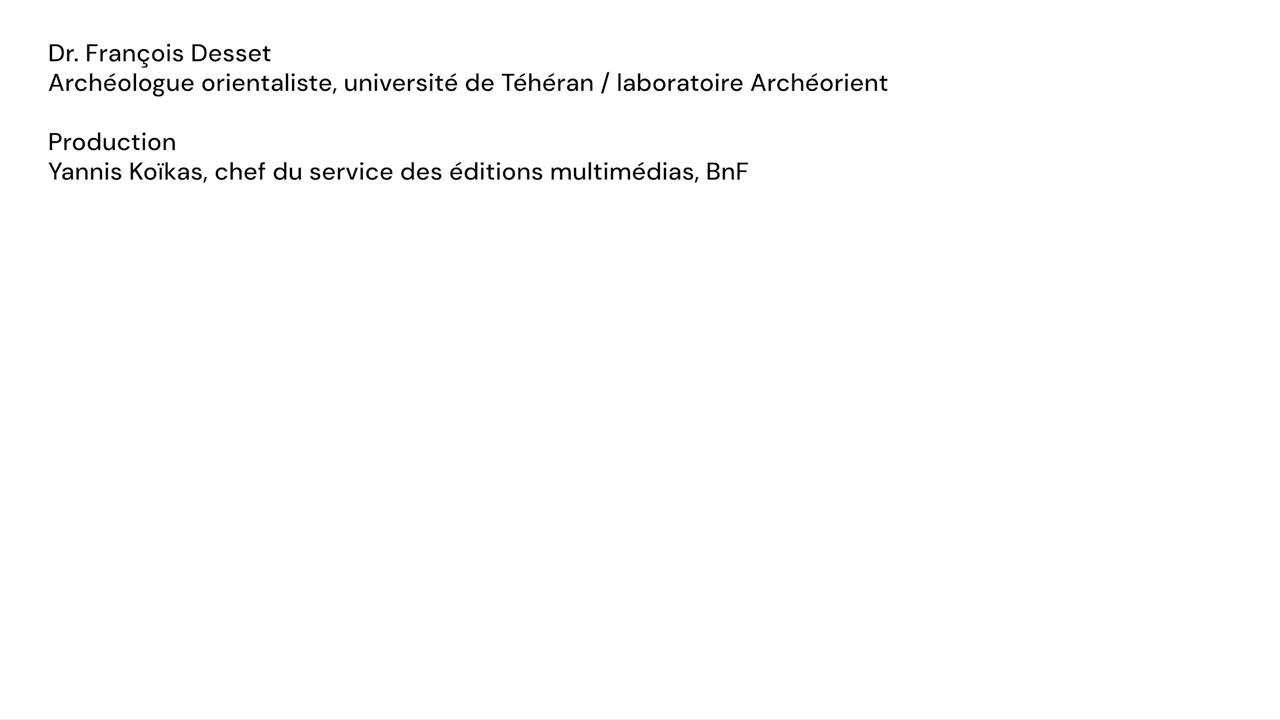 Dr. François Desset
Archéologue orientaliste, université de Téhéran / laboratoire Archéorient
Production
Yannis Koïkas, chef du service des éditions multimédias, BnF